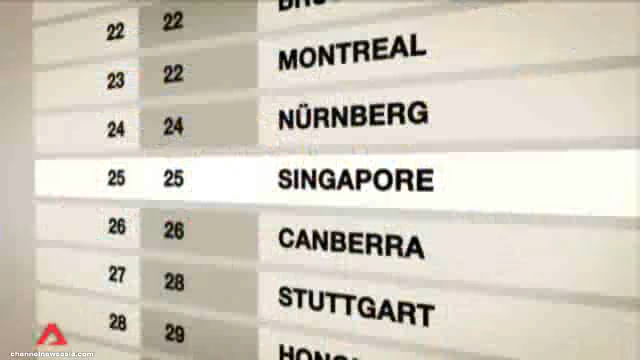 22 22
23 22 MONTREAL
24 24 NÜRNBERG
25 25 SINGAPORE
26 26 CANBERRA
27 28 STUTTGART
28 29
channelnewsasia.com